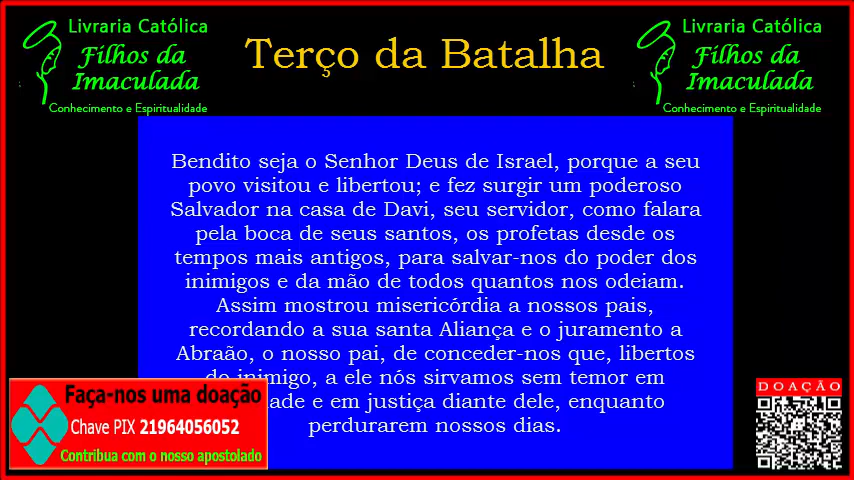 Livraria Católica
Filhos da
Imaculada
Conhecimento e Espiritualidade
Terço da Batalha
Livraria Católica
Filhos da
Imaculada
Conhecimento e Espiritualidade
Bendito seja o Senhor Deus de Israel, porque a seu
povo visitou e libertou; e fez surgir um poderoso
Salvador na casa de Davi, seu servidor, como falara
pela boca de seus santos, os profetas desde os
tempos mais antigos, para salvar-nos do poder dos
inimigos e da mão de todos quantos nos odeiam.
Assim mostrou misericórdia a nossos pais,
recordando a sua santa Aliança e o juramento a
Abraão, o nosso pai, de conceder-nos que, libertos
do inimigo, a ele nós sirvamos sem temor em
ade e em justiça diante dele, enquanto
perdurarem nossos dias.
Faça-nos uma doação
Chave PIX 21964056052
Contribua com o nosso apostolado
DOAÇÃO